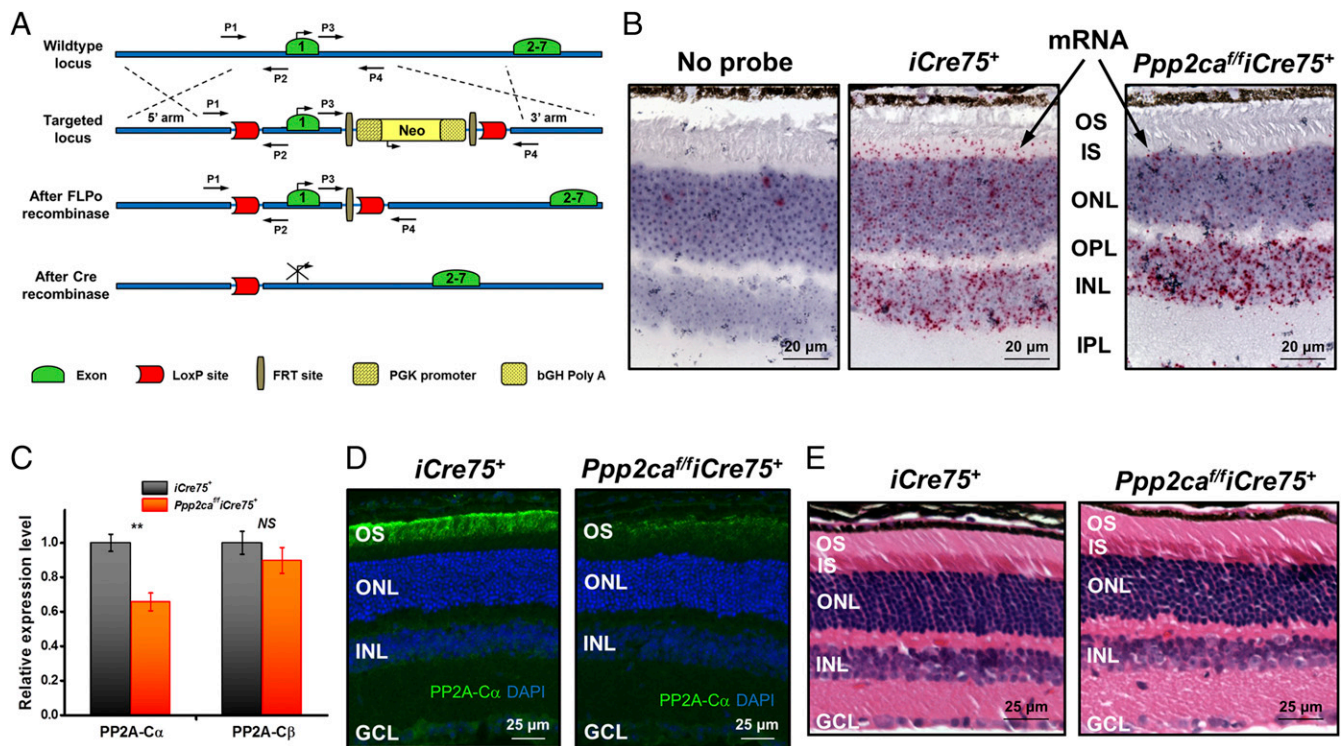 A
Wildtype
locus
P1
1
P3
2-7
P2
P4
Targeted
locus
5' arm
P1
1
P3
Neo
3' arm
P2
P4
After FLPo
recombinase
P1
1
P3
2-7
P2
P4
After Cre
recombinase
2-7
Exon
LoxP site
FRT site
PGK promoter
bGH Poly A
B
No probe
iCre75⁺
mRNA
Ppp2caᶠ/ᶠiCre75⁺
OS
IS
ONL
OPL
INL
IPL
20 µm
20 µm
20 µm
C
iCre75⁺
Ppp2caᶠ/ᶠiCre75⁺
Relative expression level
1.0
0.8
0.6
0.4
0.2
0.0
**
NS
PP2A-Cα
PP2A-Cβ
D
iCre75⁺
Ppp2caᶠ/ᶠiCre75⁺
OS
ONL
INL
GCL
PP2A-Cα DAPI
25 µm
ONL
INL
GCL
OS
PP2A-Cα DAPI
25 µm
E
iCre75⁺
Ppp2caᶠ/ᶠiCre75⁺
OS
IS
ONL
INL
GCL
25 µm
OS
IS
ONL
INL
GCL
25 µm